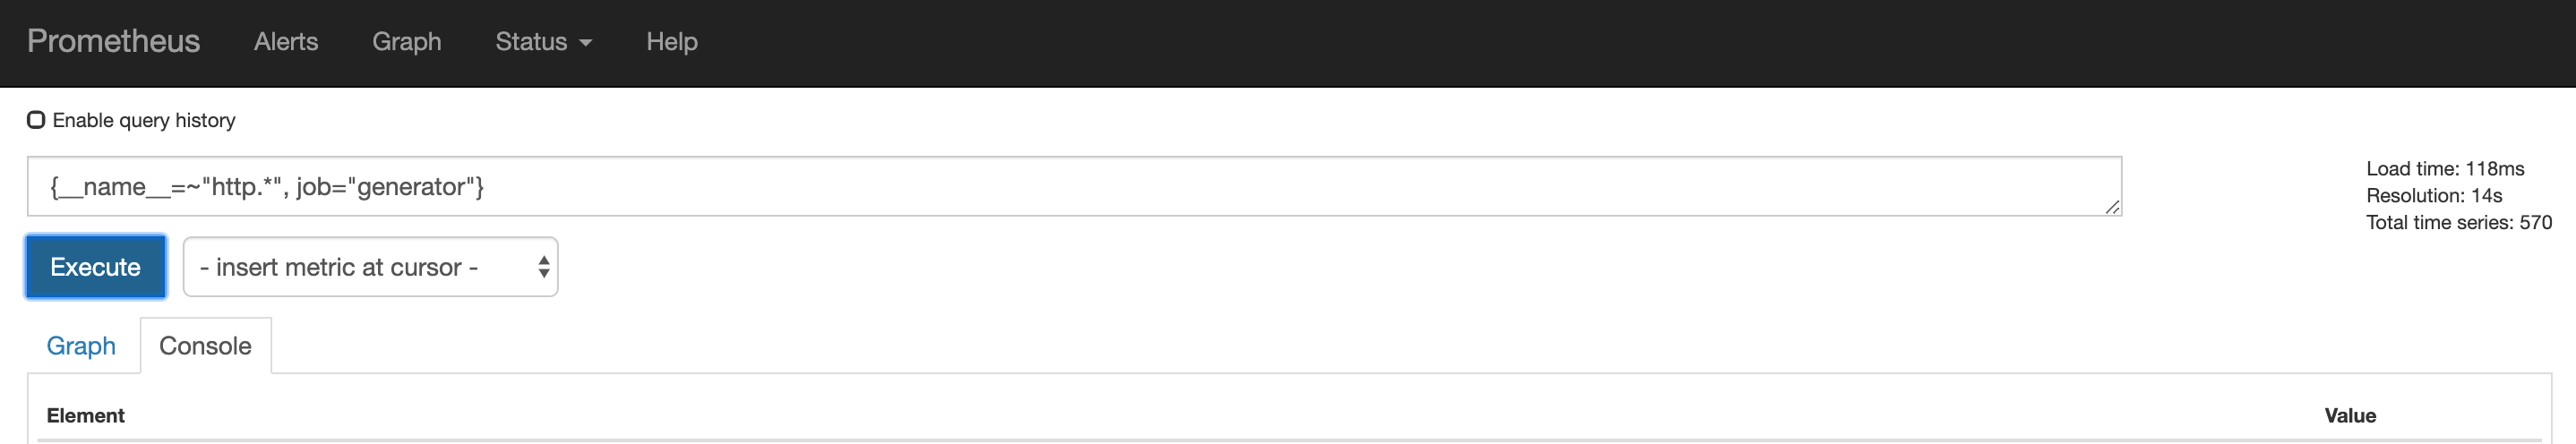 Prometheus Alerts Graph Status Help
Enable query history
{__name__=~"http.*", job="generator"}
Load time: 118ms
Resolution: 14s
Total time series: 570
Execute - insert metric at cursor -
Graph Console
Element Value